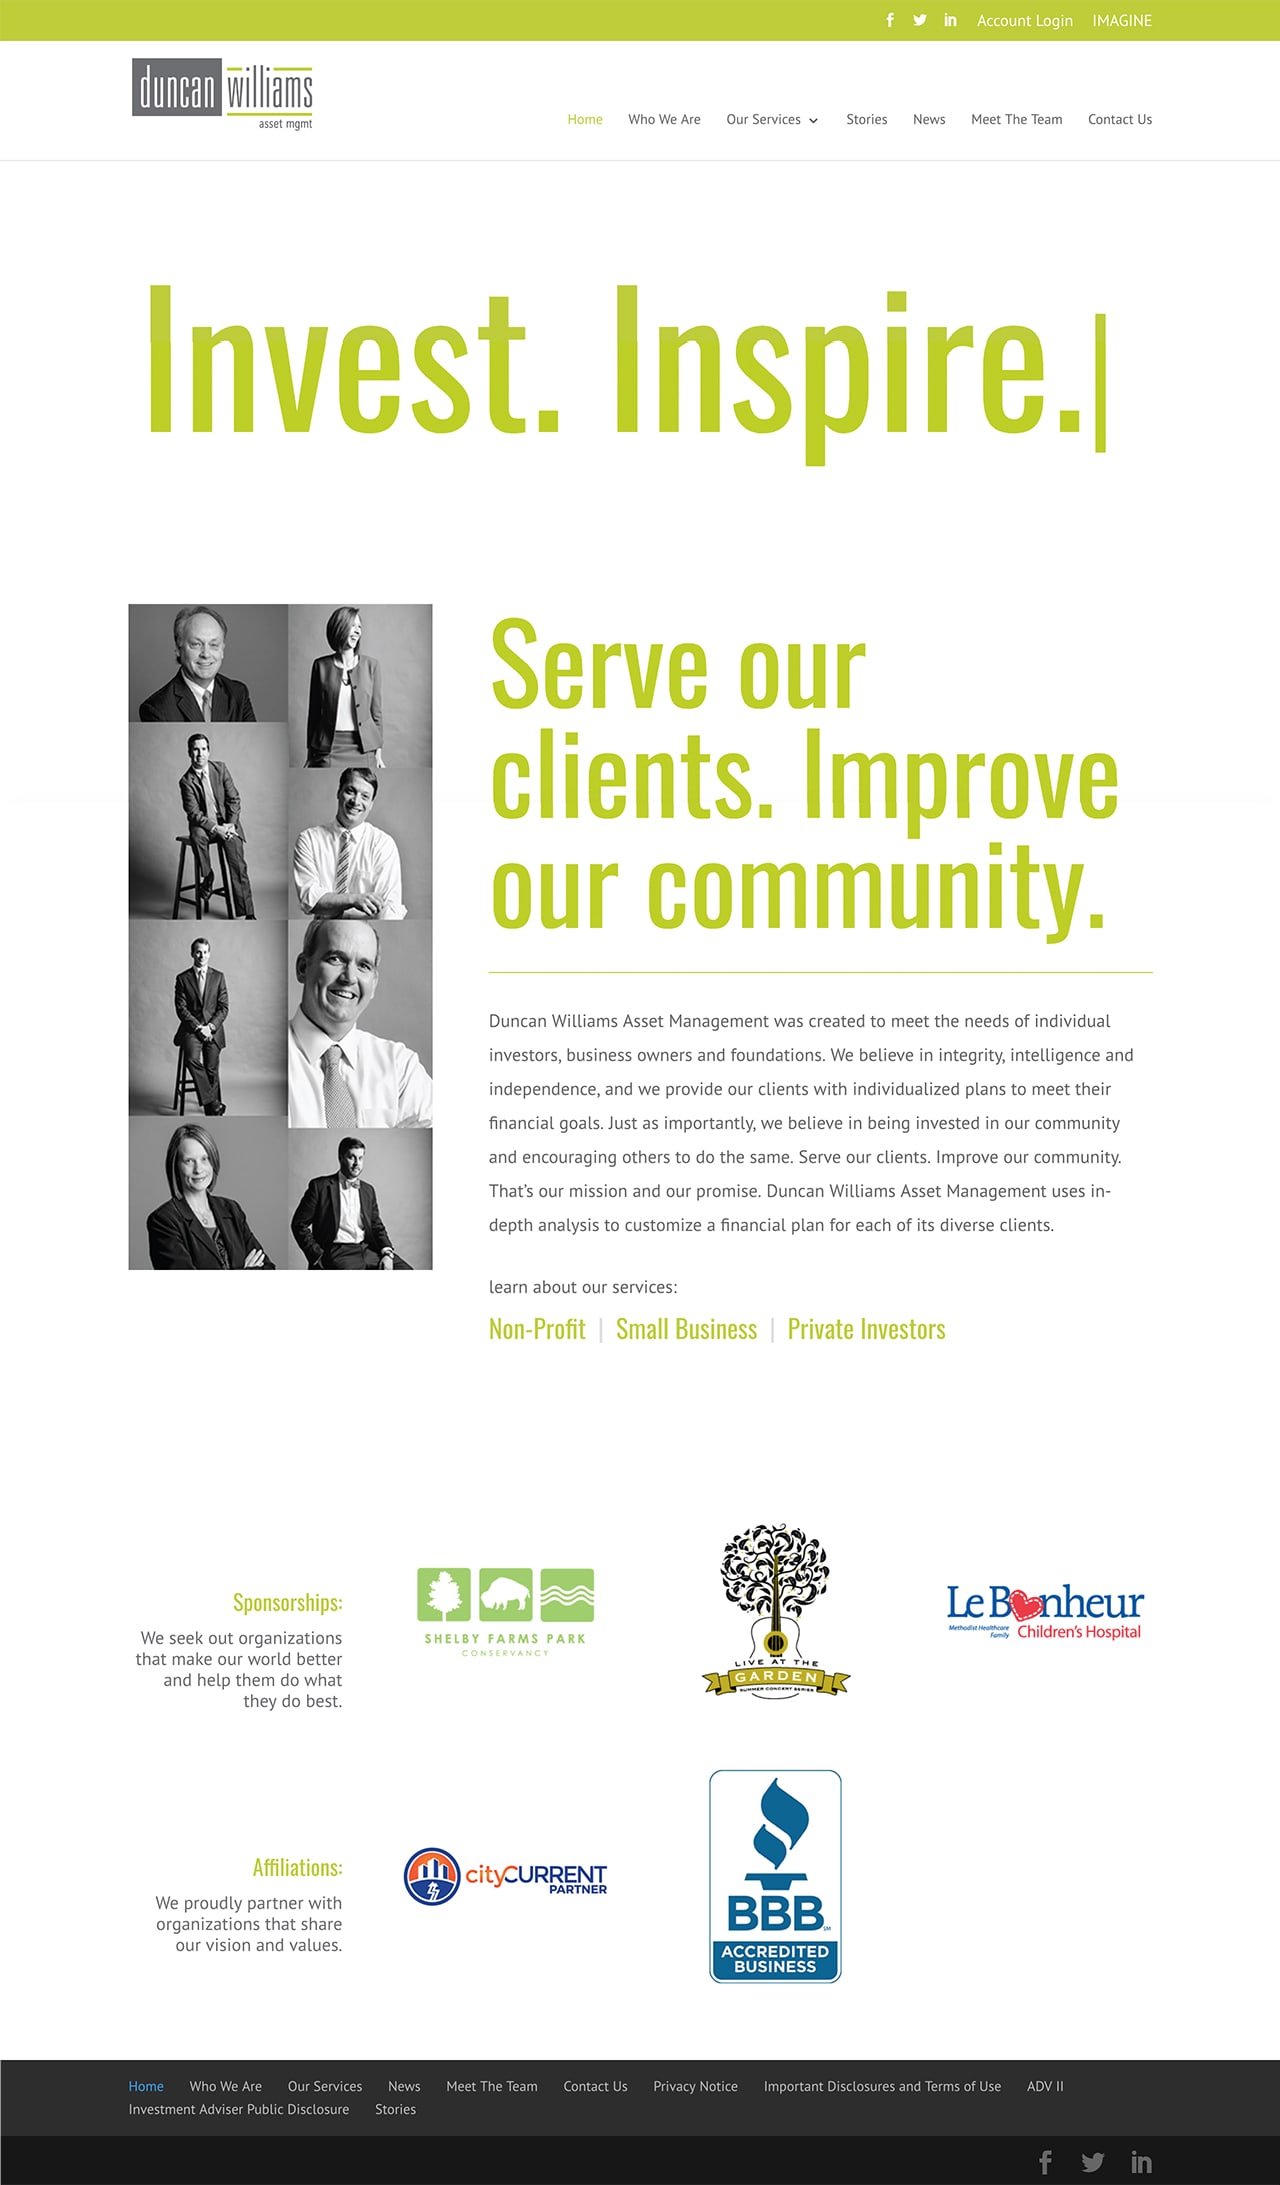 Account Login IMAGINE
duncan williams
asset mgmt
Home Who We Are Our Services Stories News Meet The Team Contact Us
Invest. Inspire.
Serve our
clients. Improve
our community.
Duncan Williams Asset Management was created to meet the needs of individual
investors, business owners and foundations. We believe in integrity, intelligence and
independence, and we provide our clients with individualized plans to meet their
financial goals. Just as importantly, we believe in being invested in our community
and encouraging others to do the same. Serve our clients. Improve our community.
That’s our mission and our promise. Duncan Williams Asset Management uses in-
depth analysis to customize a financial plan for each of its diverse clients.
learn about our services:
Non-Profit | Small Business | Private Investors
Sponsorships:
We seek out organizations
that make our world better
and help them do what
they do best.
SHELBY FARMS PARK
CONSERVANCY
LIVE AT THE
GARDEN
SUMMER CONCERT SERIES
Le Bonheur
Methodist Healthcare
Family
Children's Hospital
Affiliations:
We proudly partner with
organizations that share
our vision and values.
cityCURRENT
PARTNER
BBB
SM
ACCREDITED
BUSINESS
Home Who We Are Our Services News Meet The Team Contact Us Privacy Notice Important Disclosures and Terms of Use ADV II
Investment Adviser Public Disclosure Stories